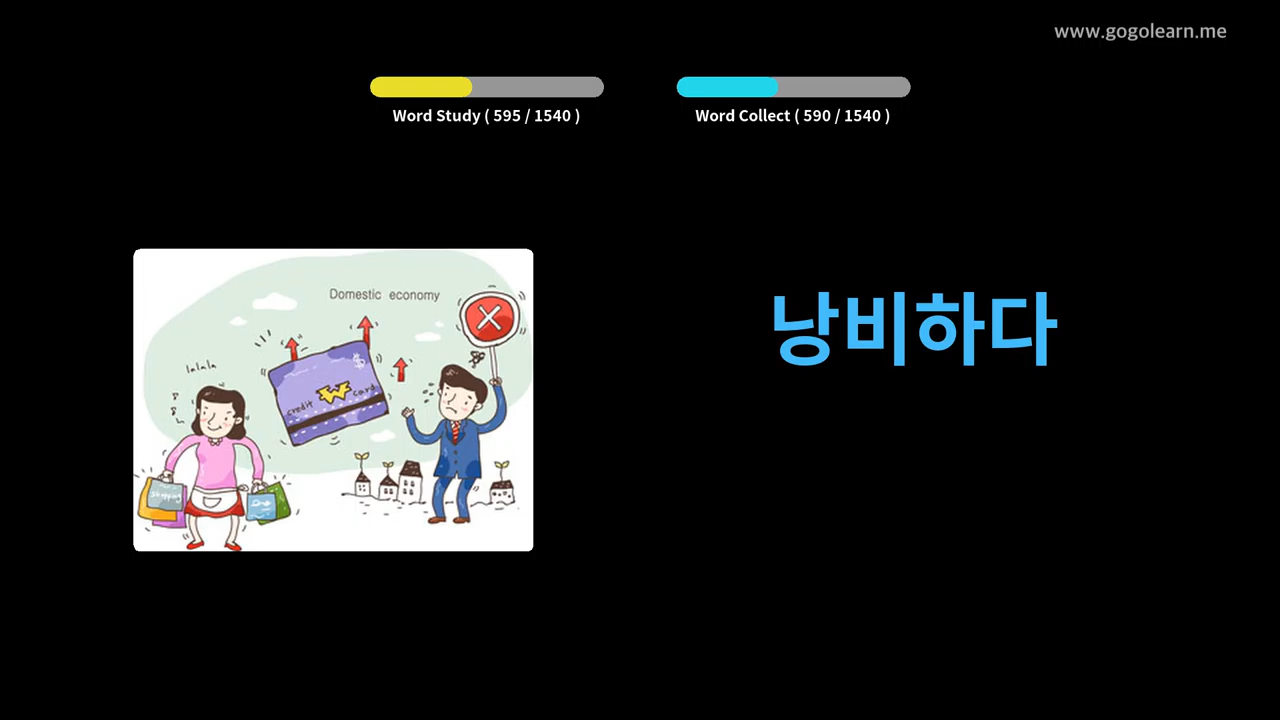 www.gogolearn.me
Word Study ( 595 / 1540 )
Word Collect ( 590 / 1540 )
Domestic economy
lalala
$
W
credit card
shopping
낭비하다